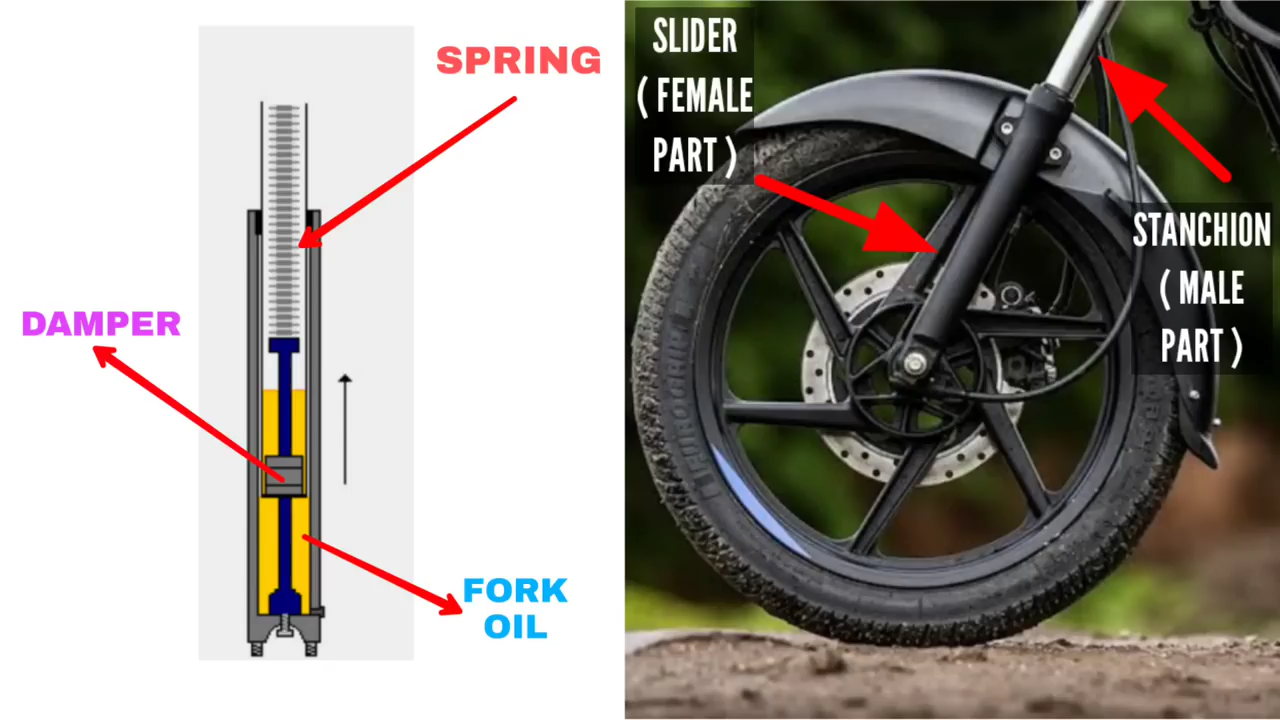 SPRING
DAMPER
FORK
OIL
SLIDER
( FEMALE
PART )
STANCHION
( MALE
PART )